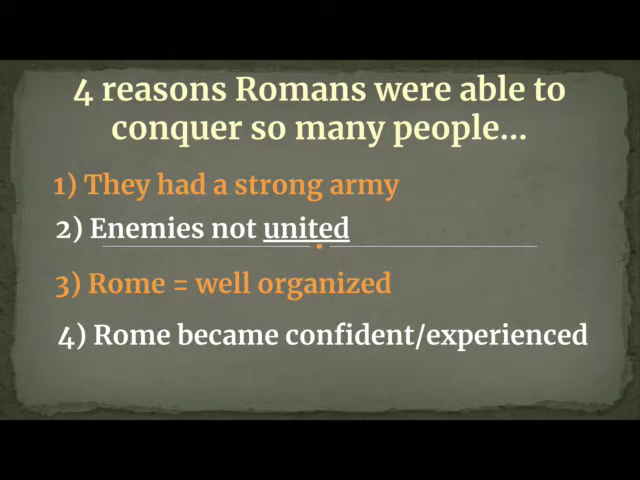 4 reasons Romans were able to
conquer so many people...
1) They had a strong army
2) Enemies not united
3) Rome = well organized
4) Rome became confident/experienced